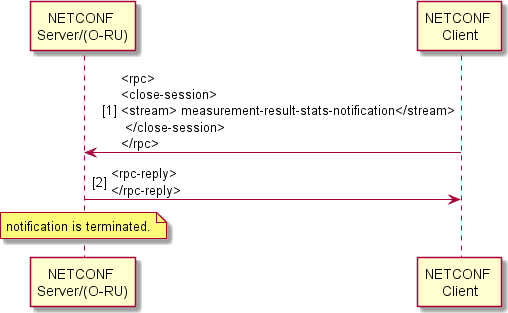 NETCONF
Server/(O-RU)
NETCONF
Client
<rpc>
<close-session>
[1] <stream> measurement-result-stats-notification</stream>
</close-session>
</rpc>
[2] <rpc-reply>
</rpc-reply>
notification is terminated.
NETCONF
Server/(O-RU)
NETCONF
Client